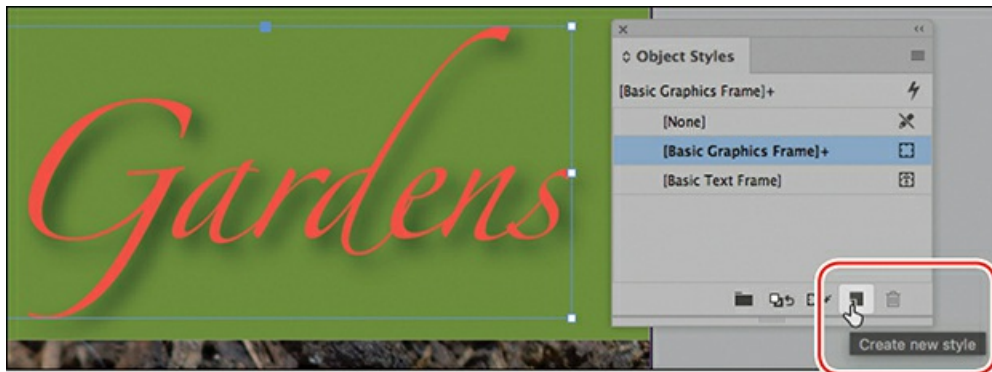 Gardens
Object Styles
[Basic Graphics Frame]+
[None]
[Basic Graphics Frame]+
[Basic Text Frame]
Create new style